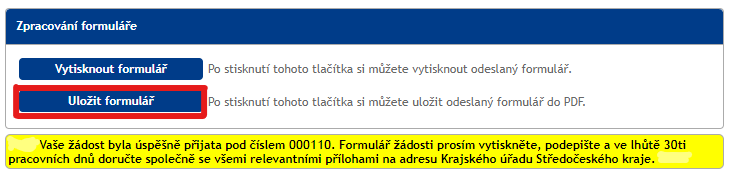 Zpracování formuláře
Vytisknout formulář Po stisknutí tohoto tlačítka si můžete vytisknout odeslaný formulář.
Uložit formulář Po stisknutí tohoto tlačítka si můžete uložit odeslaný formulář do PDF.
Vaše žádost byla úspěšně přijata pod číslem 000110. Formulář žádosti prosím vytiskněte, podepište a ve lhůtě 30ti
pracovních dnů doručte společně se všemi relevantními přílohami na adresu Krajského úřadu Středočeského kraje.